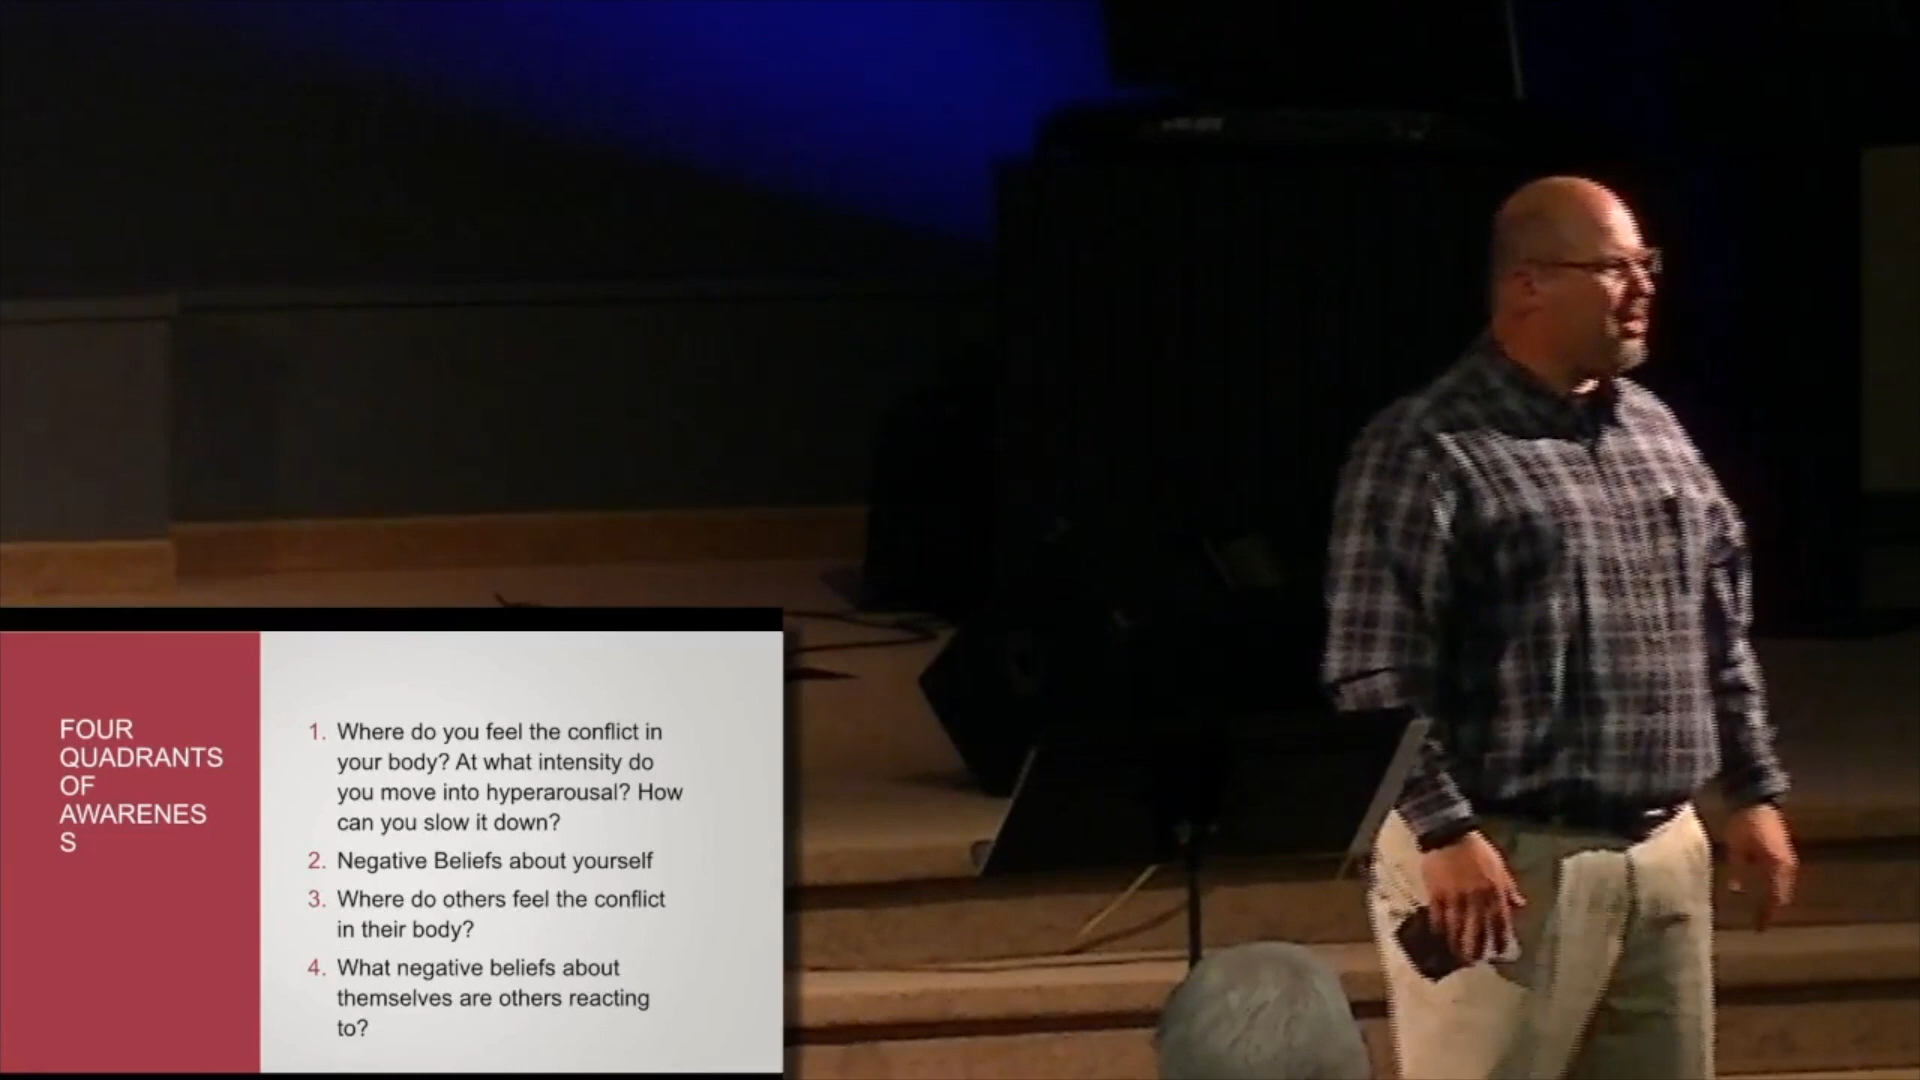 FOUR
QUADRANTS
OF
AWARENES
S
1. Where do you feel the conflict in
your body? At what intensity do
you move into hyperarousal? How
can you slow it down?
2. Negative Beliefs about yourself
3. Where do others feel the conflict
in their body?
4. What negative beliefs about
themselves are others reacting
to?